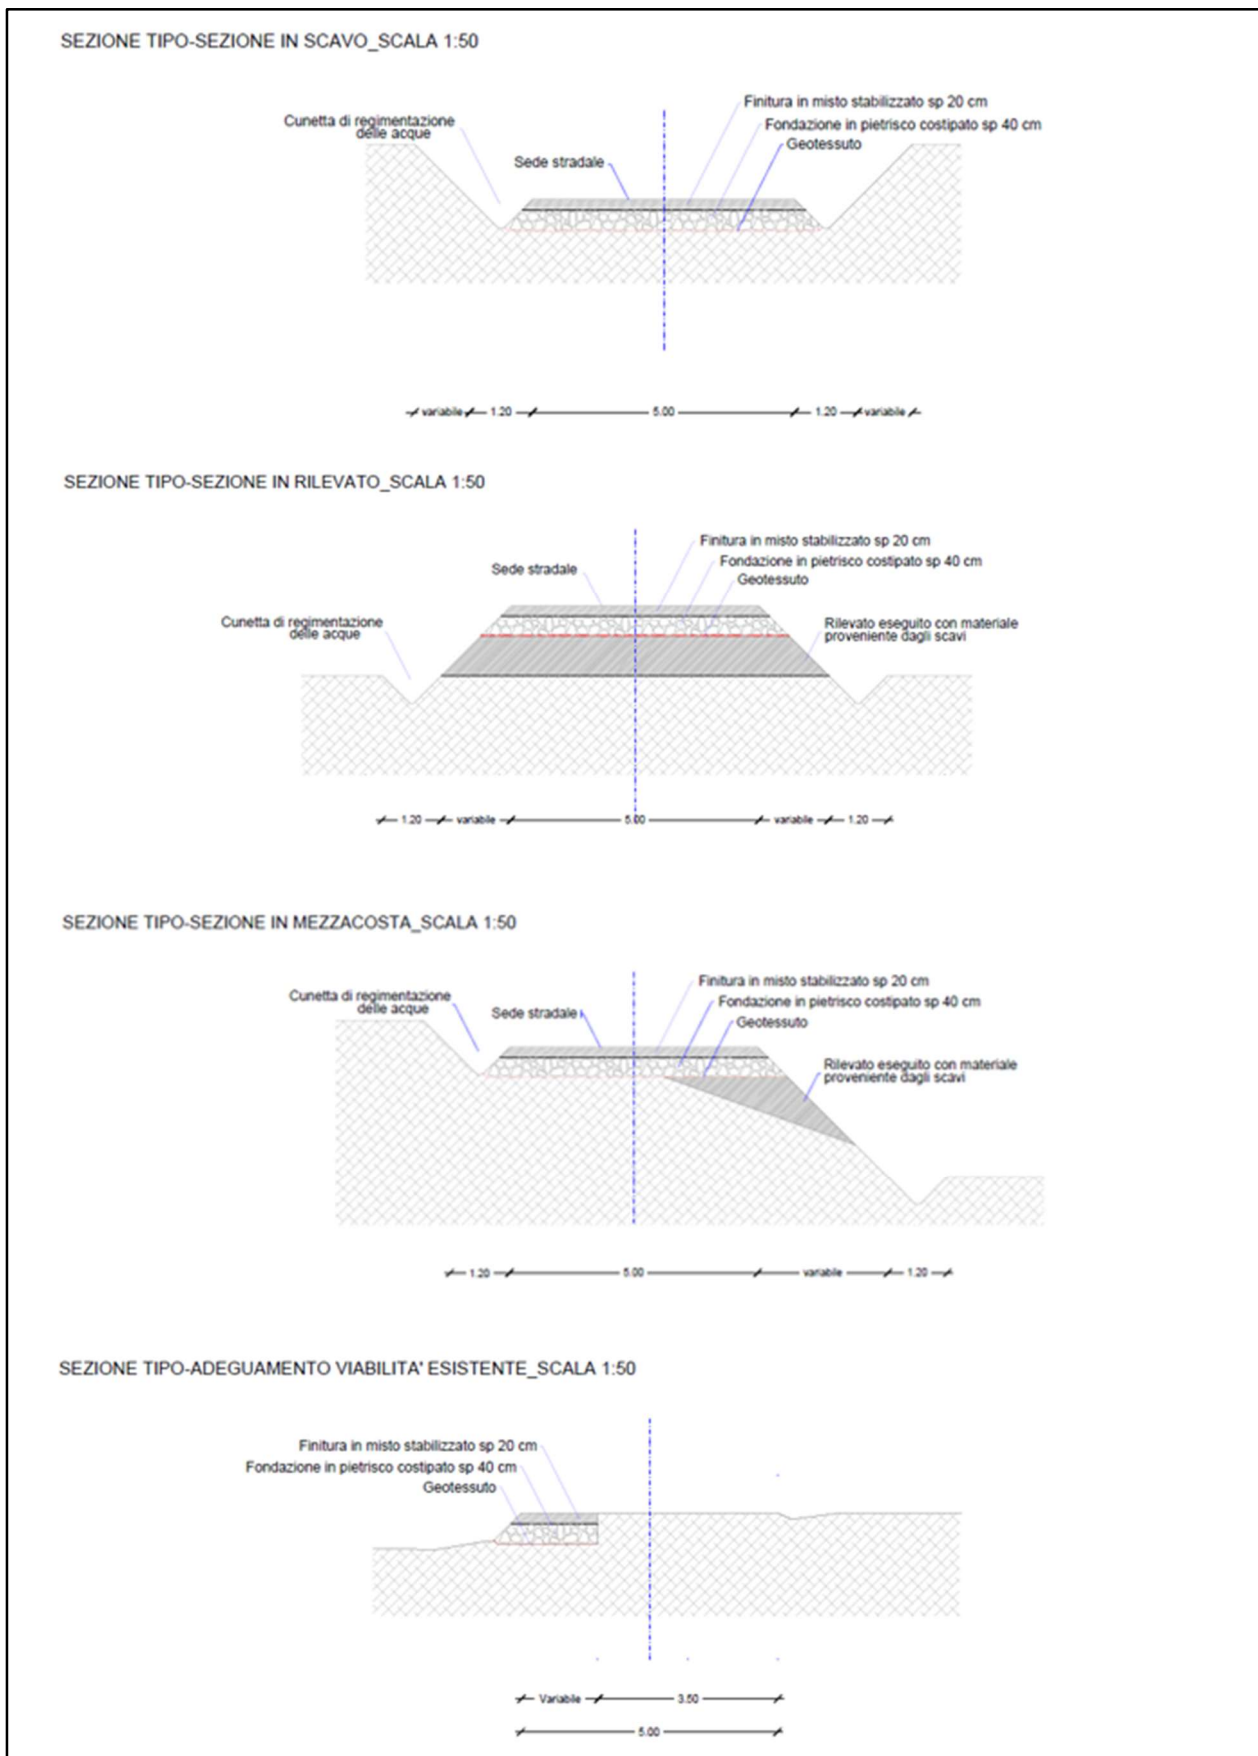 SEZIONE TIPO-SEZIONE IN SCAVO_SCALA 1:50
Finitura in misto stabilizzato sp 20 cm
Cunetta di regimentazione
delle acque
Fondazione in pietrisco costipato sp 40 cm
Geotessuto
Sede stradale
variabile 1.20 5.00 1.20 variabile
SEZIONE TIPO-SEZIONE IN RILEVATO_SCALA 1:50
Finitura in misto stabilizzato sp 20 cm
Fondazione in pietrisco costipato sp 40 cm
Sede stradale
Geotessuto
Cunetta di regimentazione
delle acque
Rilevato eseguito con materiale
proveniente dagli scavi
1.20 variabile 5.00 variabile 1.20
SEZIONE TIPO-SEZIONE IN MEZZACOSTA_SCALA 1:50
Finitura in misto stabilizzato sp 20 cm
Cunetta di regimentazione
delle acque
Fondazione in pietrisco costipato sp 40 cm
Sede stradale
Geotessuto
Rilevato eseguito con materiale
proveniente dagli scavi
1.20 5.00 variabile 1.20
SEZIONE TIPO-ADEGUAMENTO VIABILITA' ESISTENTE_SCALA 1:50
Finitura in misto stabilizzato sp 20 cm
Fondazione in pietrisco costipato sp 40 cm
Geotessuto
Variabile 3.50
5.00